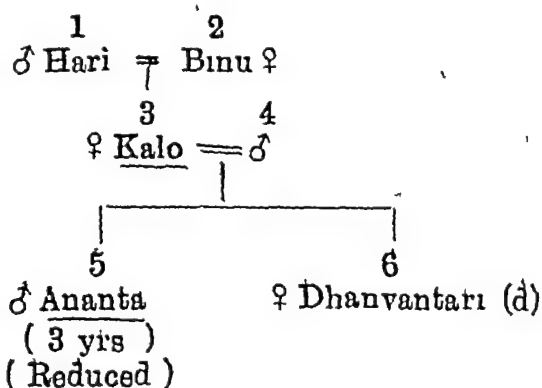 1 2
♂ Hari = Binu ♀
3 4
♀ Kalo = ♂
5 6
♂ Ananta ♀ Dhanvantari (d)
( 3 yrs )
( Reduced )